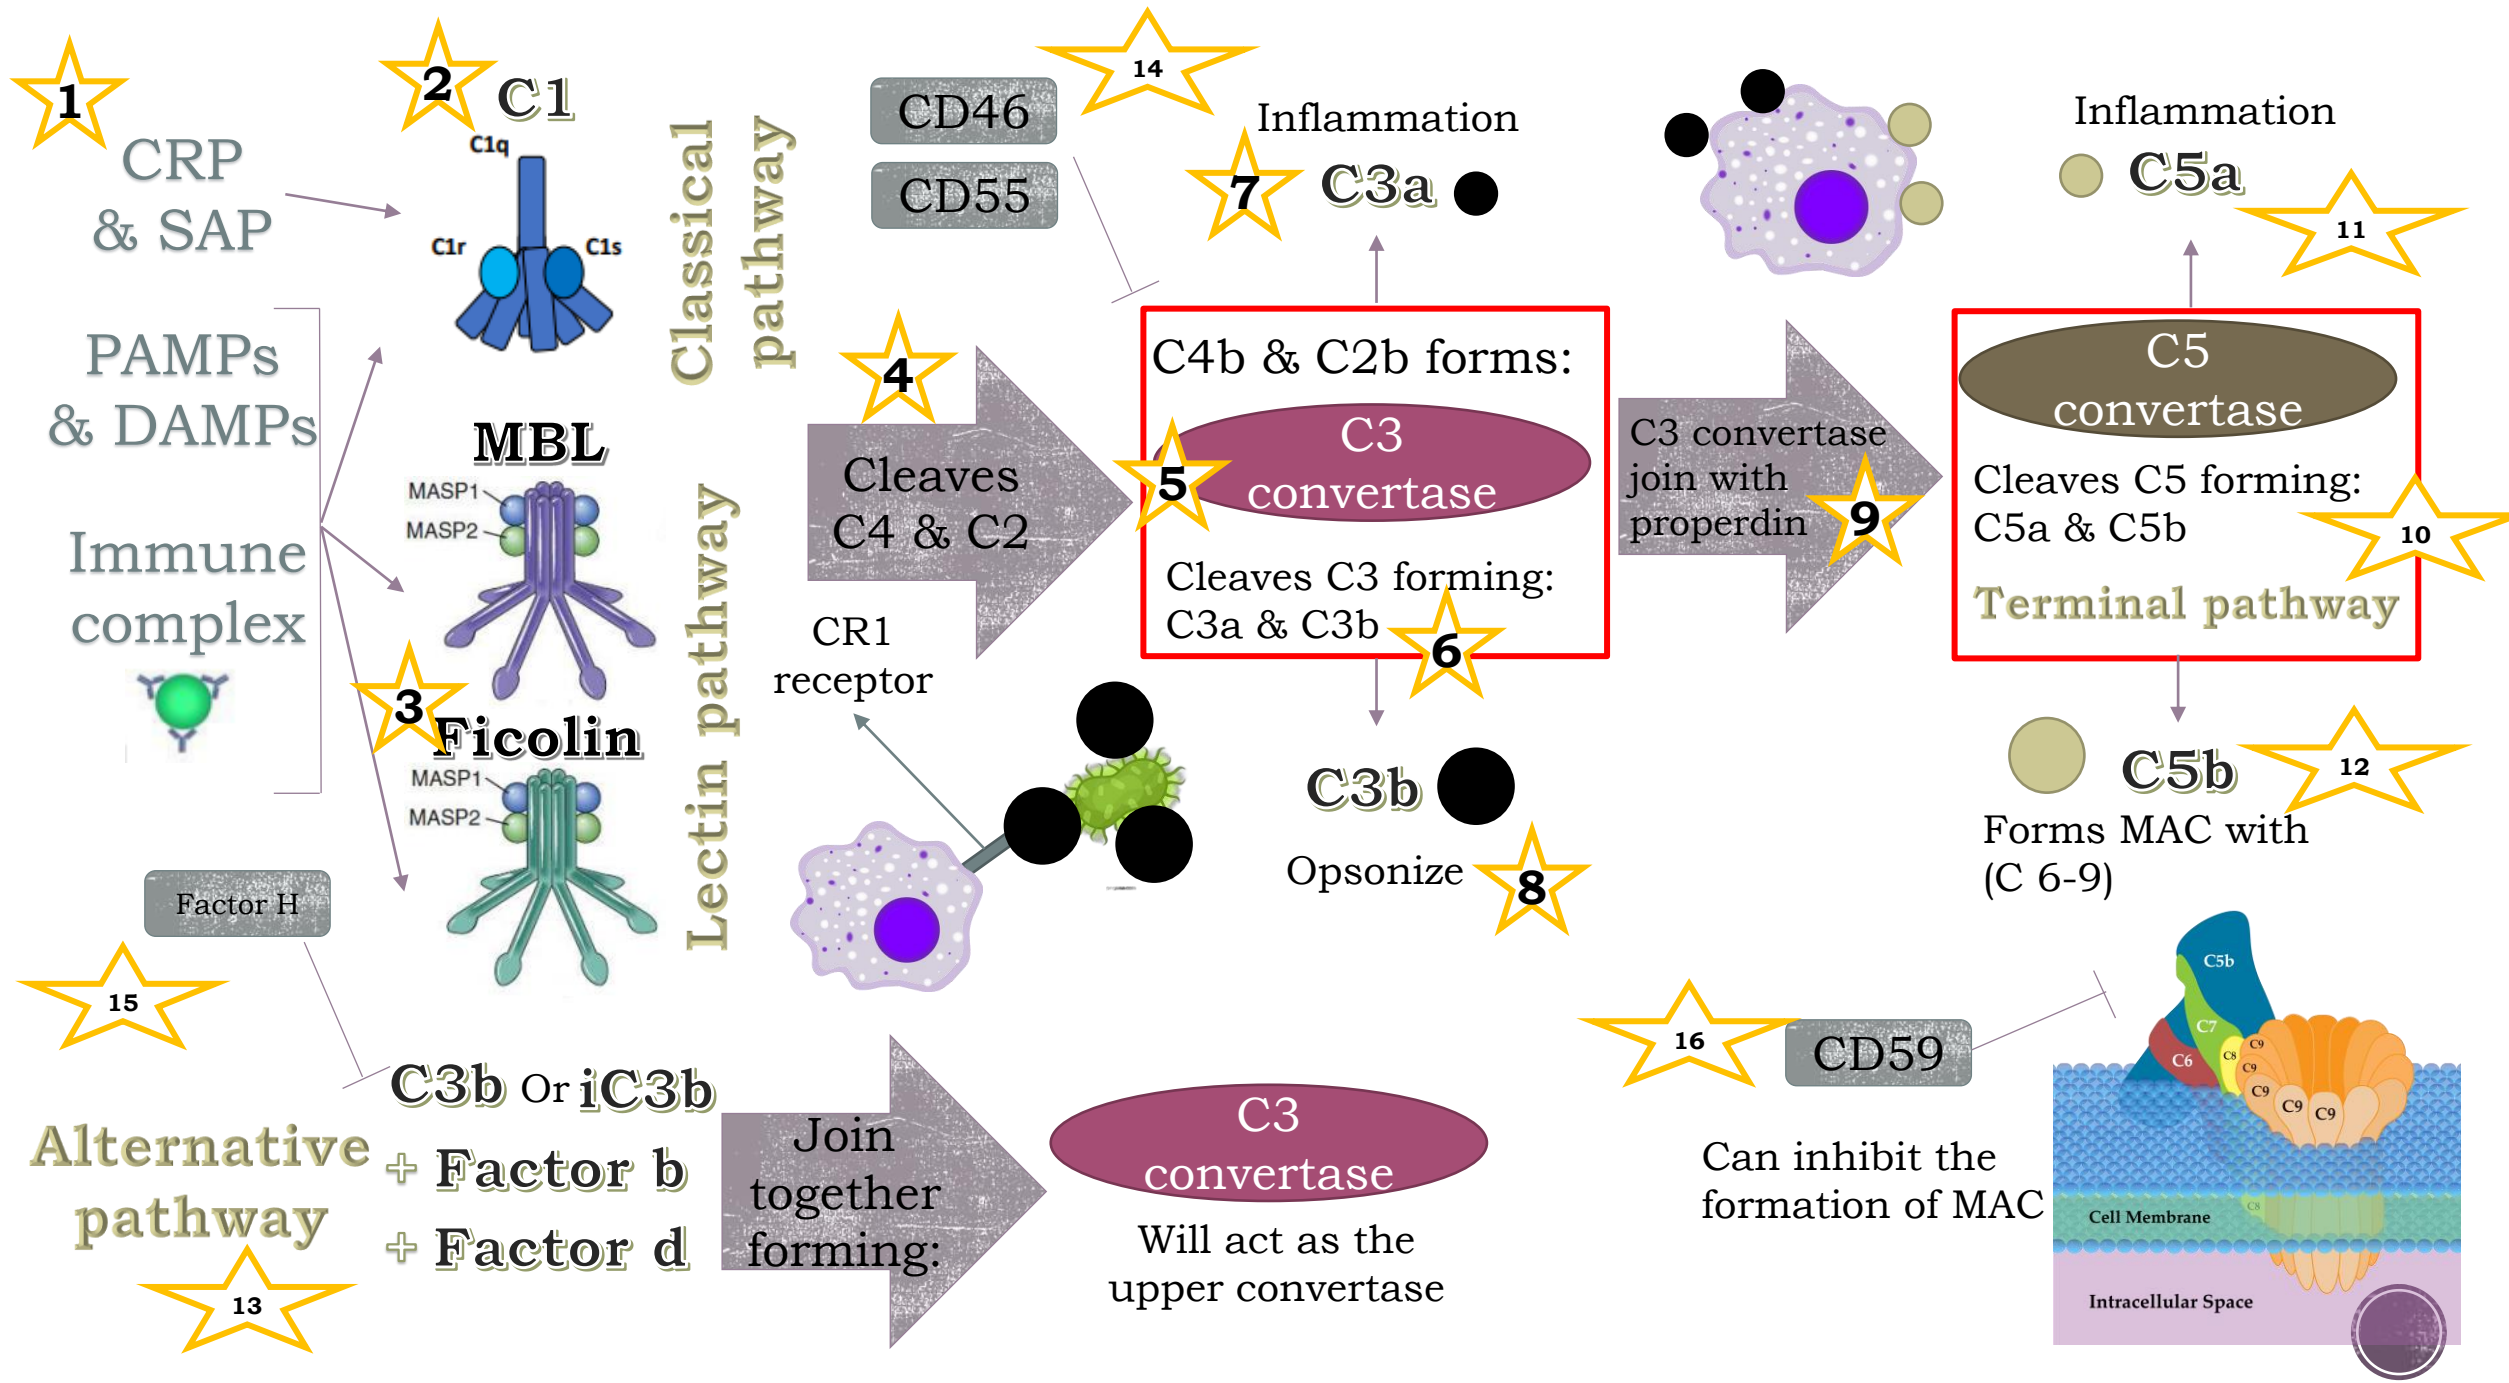 1
CRP
& SAP
PAMPs
& DAMPs
Immune
complex
2
C1
C1q
C1r
C1s
Classical
pathway
MBL
MASP1
MASP2
3
Ficolin
MASP1
MASP2
Lectin pathway
4
Cleaves
C4 & C2
CD46
CD55
14
C4b & C2b forms:
5
C3
convertase
Cleaves C3 forming:
C3a & C3b
6
7
Inflammation
C3a
C3b
Opsonize
8
CR1
receptor
C3 convertase
join with
properdin
9
C5
convertase
Cleaves C5 forming:
C5a & C5b
10
Terminal pathway
Inflammation
C5a
11
C5b
12
Forms MAC with
(C 6-9)
Factor H
15
Alternative
pathway
13
C3b Or iC3b
+ Factor b
+ Factor d
Join
together
forming:
C3
convertase
Will act as the
upper convertase
16
CD59
Can inhibit the
formation of MAC
C5b
C7
C6
C8
C9
C9
C9
C9
C9
C8
Cell Membrane
Intracellular Space